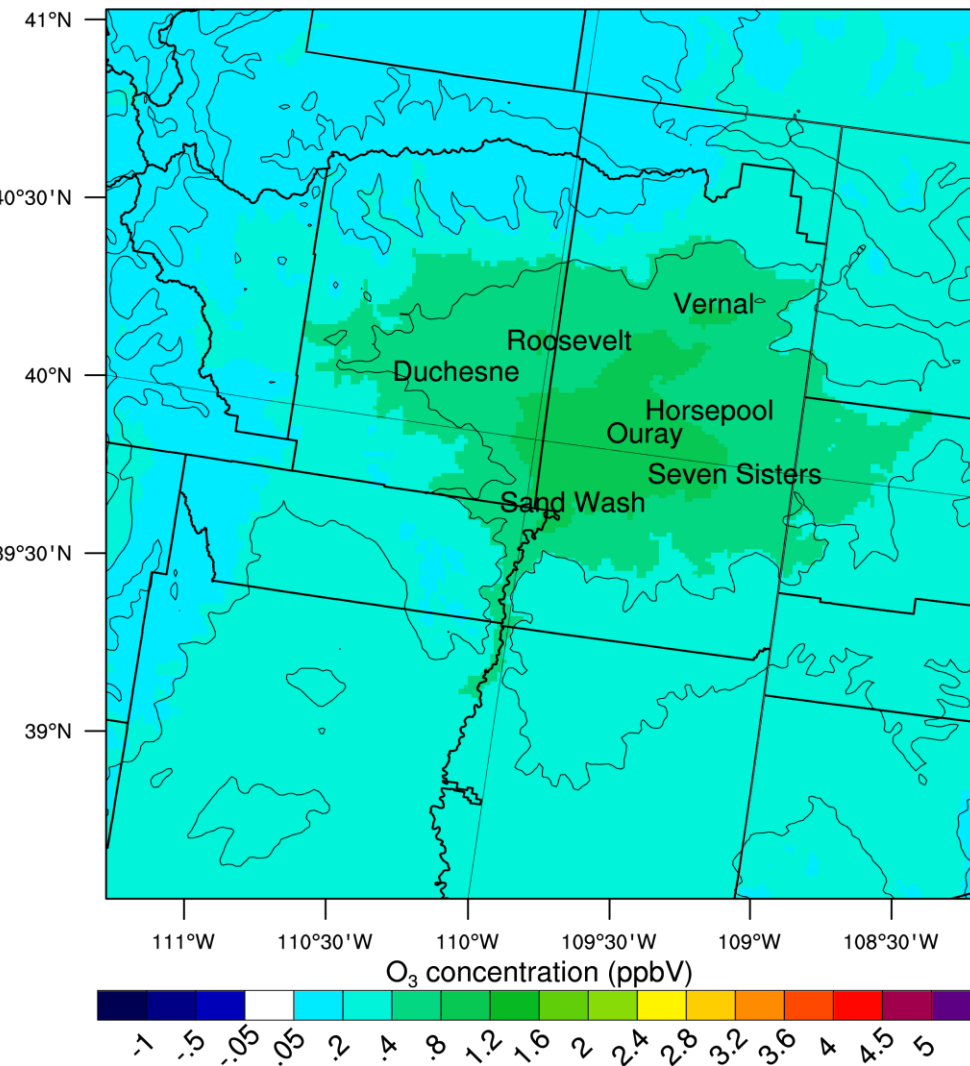 41°N
40°30'N
Vernal
Roosevelt
40°N
Duchesne
Horsepool
Ouray
Seven Sisters
Sand Wash
39°30'N
39°N
111°W 110°30'W 110°W 109°30'W 109°W 108°30'W
O₃ concentration (ppbV)
-1 -.5 -.05 .05 .2 .4 .8 1.2 1.6 2 2.4 2.8 3.2 3.6 4 4.5 5